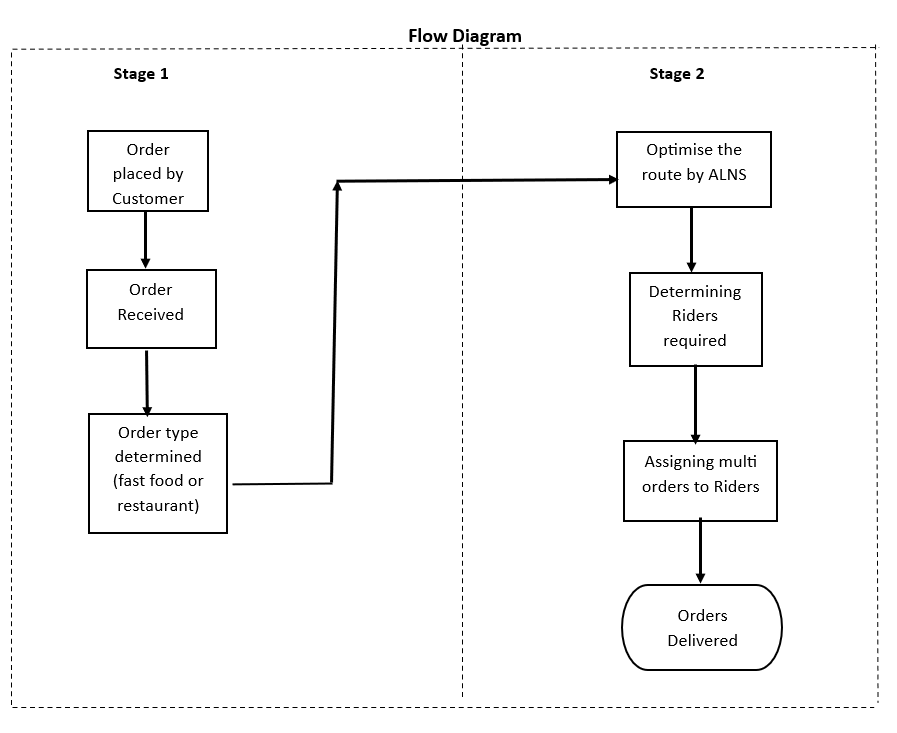 Flow Diagram
Stage 1
Order
placed by
Customer
Order
Received
Order type
determined
(fast food or
restaurant)
Stage 2
Optimise the
route by ALNS
Determining
Riders
required
Assigning multi
orders to Riders
Orders
Delivered